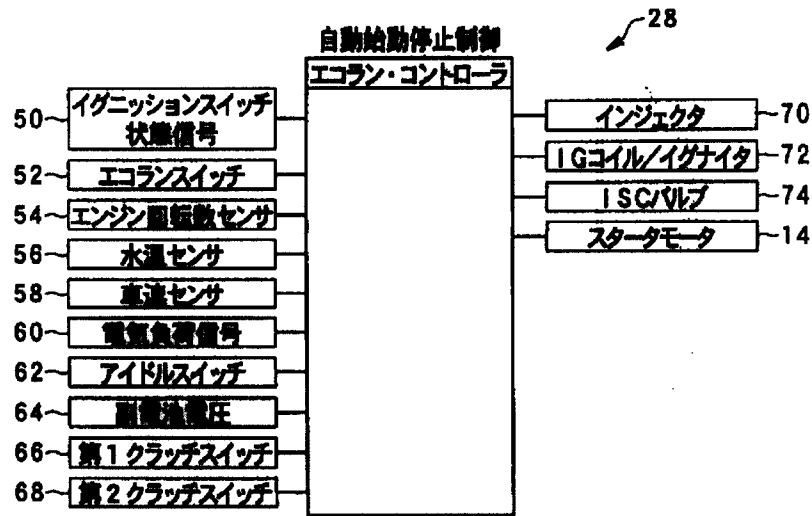 28
自動始動停止制御
エコラン・コントローラ
50
イグニッションスイッチ
状態信号
52
エコランスイッチ
54
エンジン回転数センサ
56
水温センサ
58
車速センサ
60
電気負荷信号
62
アイドルスイッチ
64
副電池電圧
66
第1クラッチスイッチ
68
第2クラッチスイッチ
インジェクタ
70
IGコイル/イグナイタ
72
ISCバルブ
74
スタータモータ
14